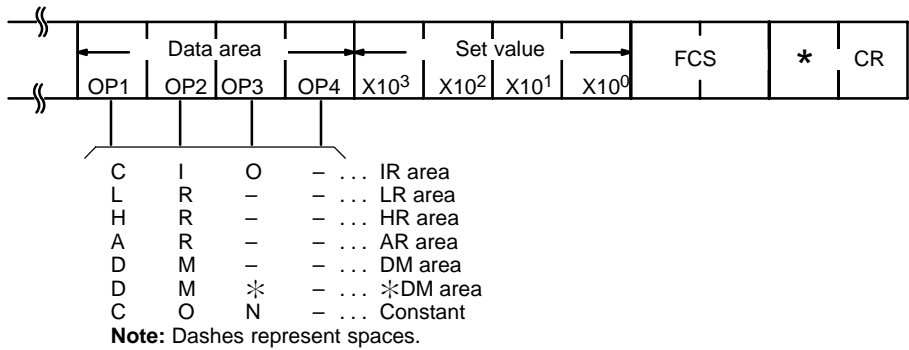 Data area Set value FCS * CR
OP1 OP2 OP3 OP4 X10³ X10² X10¹ X10⁰
C I O – . . . IR area
L R – – . . . LR area
H R – – . . . HR area
A R – – . . . AR area
D M – – . . . DM area
D M * – . . . *DM area
C O N – . . . Constant
Note: Dashes represent spaces.